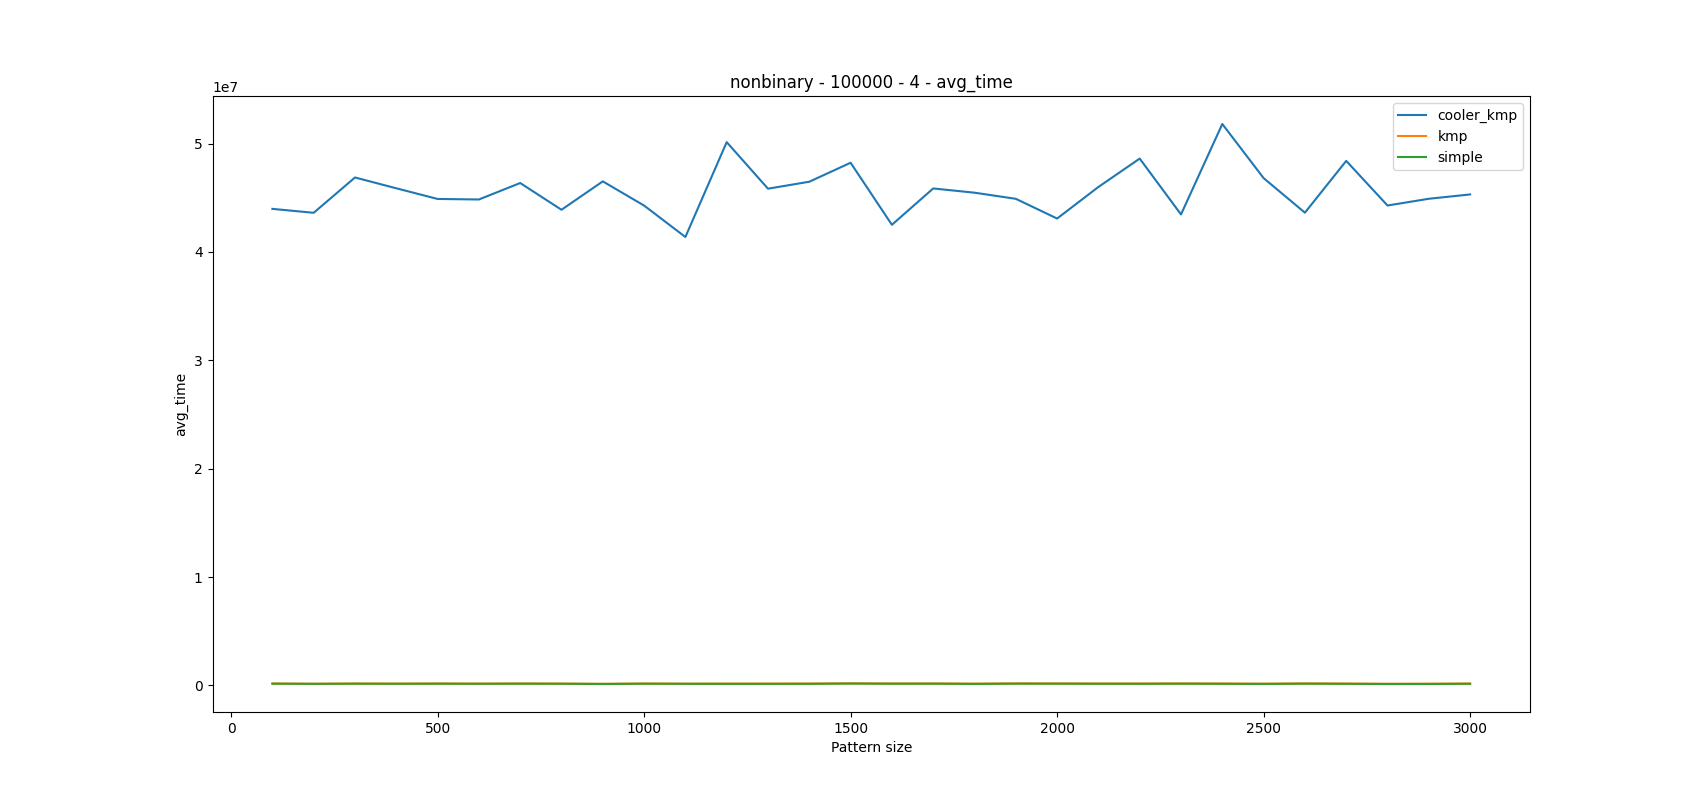 nonbinary - 100000 - 4 - avg_time
1e7
cooler_kmp
kmp
simple
5
4
3
2
1
0
avg_time
0 500 1000 1500 2000 2500 3000
Pattern size